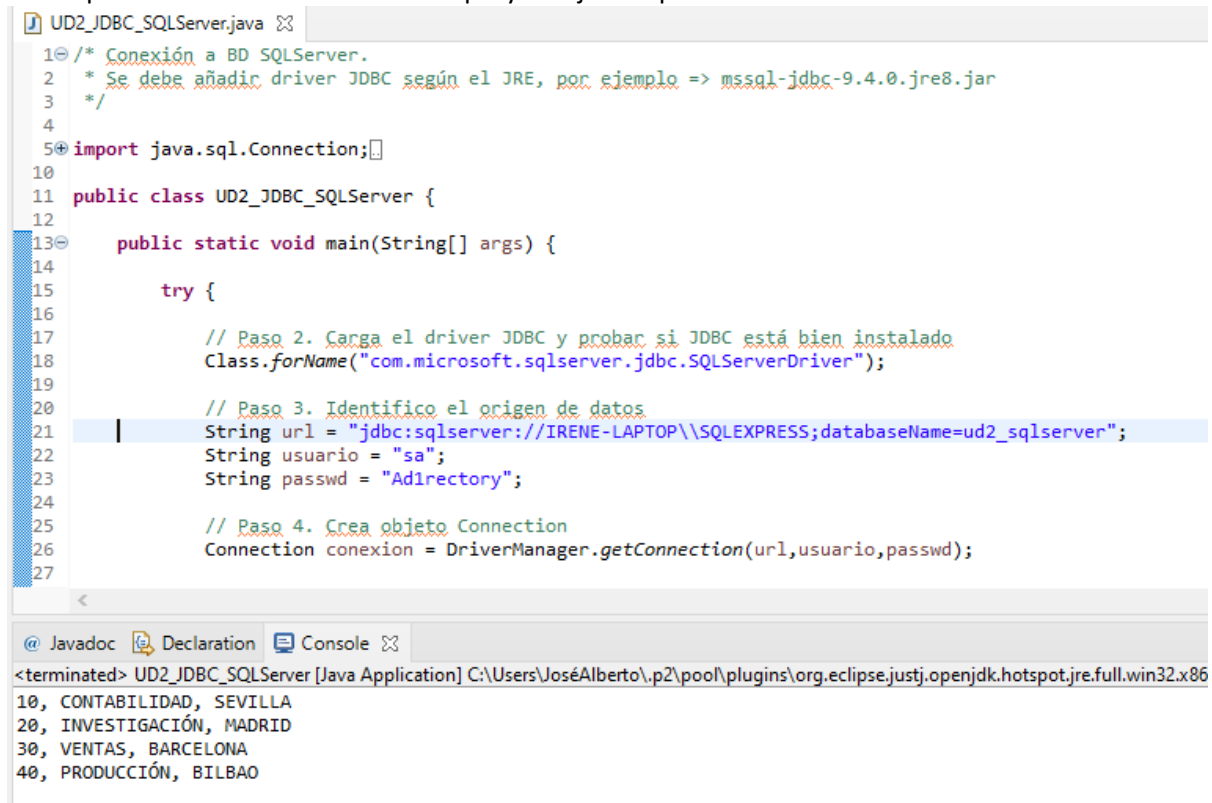 UD2_JDBC_SQLServer.java
1 /* Conexión a BD SQLServer.
2 * Se debe añadir driver JDBC según el JRE, por ejemplo => mssql-jdbc-9.4.0.jre8.jar
3 */
4
5 import java.sql.Connection;
10
11 public class UD2_JDBC_SQLServer {
12
13 public static void main(String[] args) {
14
15 try {
16
17 // Paso 2. Carga el driver JDBC y probar si JDBC está bien instalado
18 Class.forName("com.microsoft.sqlserver.jdbc.SQLServerDriver");
19
20 // Paso 3. Identifico el origen de datos
21 String url = "jdbc:sqlserver://IRENE-LAPTOP\\SQLEXPRESS;databaseName=ud2_sqlserver";
22 String usuario = "sa";
23 String passwd = "Ad1rectory";
24
25 // Paso 4. Crea objeto Connection
26 Connection conexion = DriverManager.getConnection(url,usuario,passwd);
27
@ Javadoc Declaration Console
<terminated> UD2_JDBC_SQLServer [Java Application] C:\Users\JoséAlberto\.p2\pool\plugins\org.eclipse.justj.openjdk.hotspot.jre.full.win32.x86
10, CONTABILIDAD, SEVILLA
20, INVESTIGACIÓN, MADRID
30, VENTAS, BARCELONA
40, PRODUCCIÓN, BILBAO